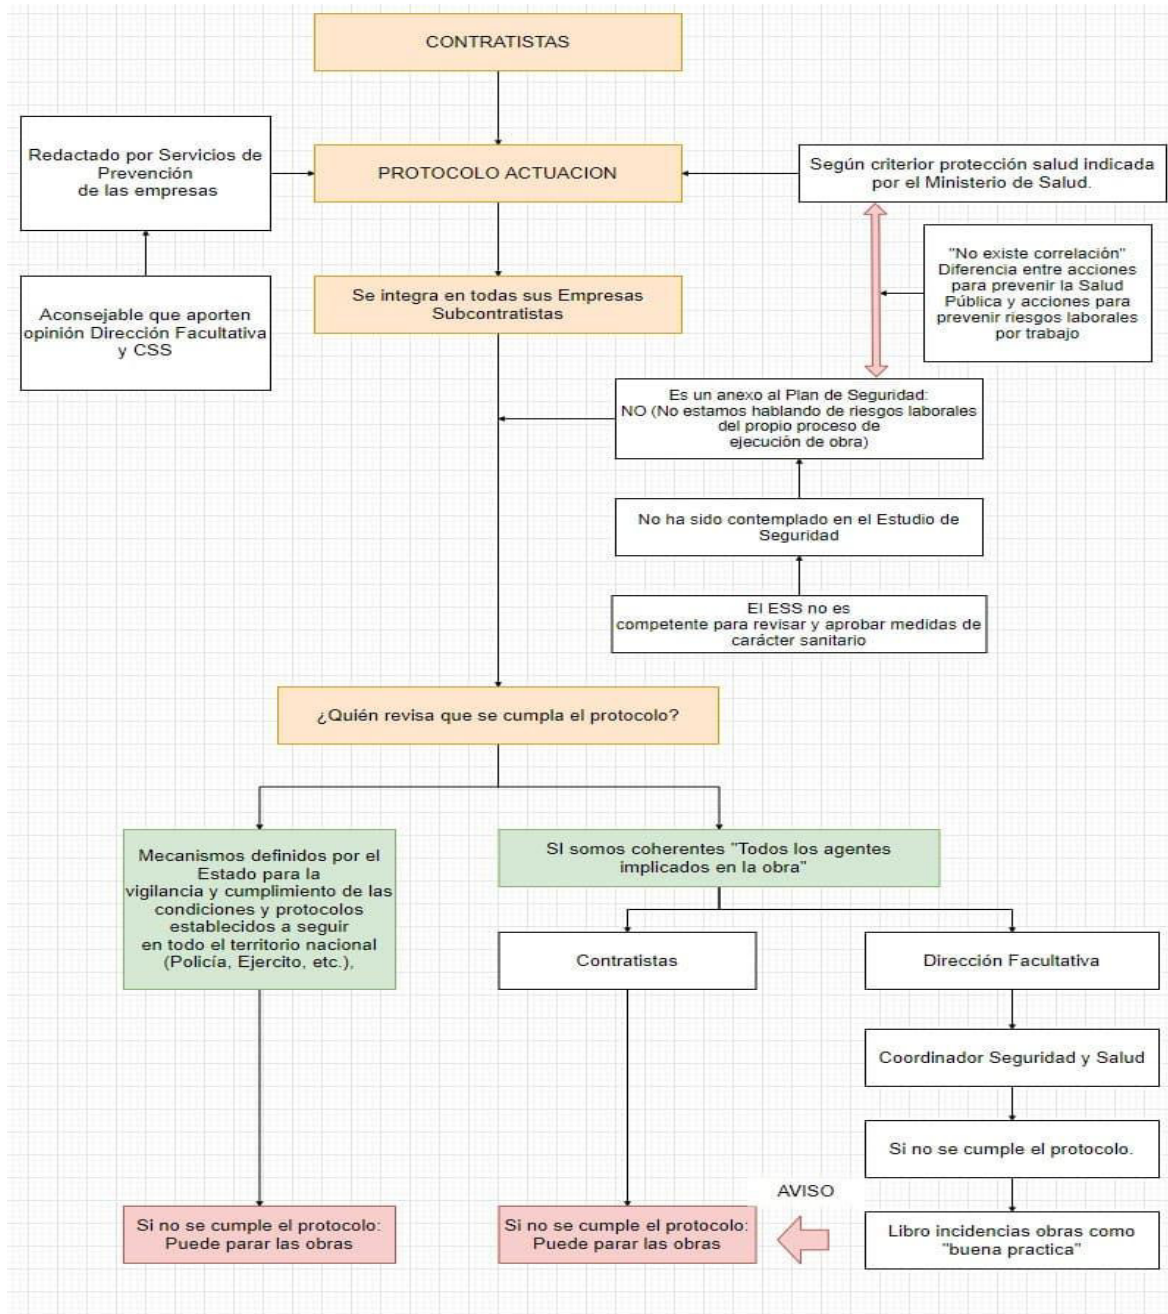 CONTRATISTAS
Redactado por Servicios de
Prevención
de las empresas
PROTOCOLO ACTUACION
Según criterior protección salud indicada
por el Ministerio de Salud.
"No existe correlación"
Diferencia entre acciones
para prevenir la Salud
Pública y acciones para
prevenir riesgos laborales
por trabajo
Aconsejable que aporten
opinión Dirección Facultativa
y CSS
Se integra en todas sus Empresas
Subcontratistas
Es un anexo al Plan de Seguridad:
NO (No estamos hablando de riesgos laborales
del propio proceso de
ejecución de obra)
No ha sido contemplado en el Estudio de
Seguridad
El ESS no es
competente para revisar y aprobar medidas de
carácter sanitario
¿Quién revisa que se cumpla el protocolo?
Mecanismos definidos por el
Estado para la
vigilancia y cumplimiento de las
condiciones y protocolos
establecidos a seguir
en todo el territorio nacional
(Policía, Ejercito, etc.),
SI somos coherentes "Todos los agentes
implicados en la obra"
Contratistas
Dirección Facultativa
Coordinador Seguridad y Salud
Si no se cumple el protocolo.
AVISO
Si no se cumple el protocolo:
Puede parar las obras
Si no se cumple el protocolo:
Puede parar las obras
Libro incidencias obras como
"buena practica"